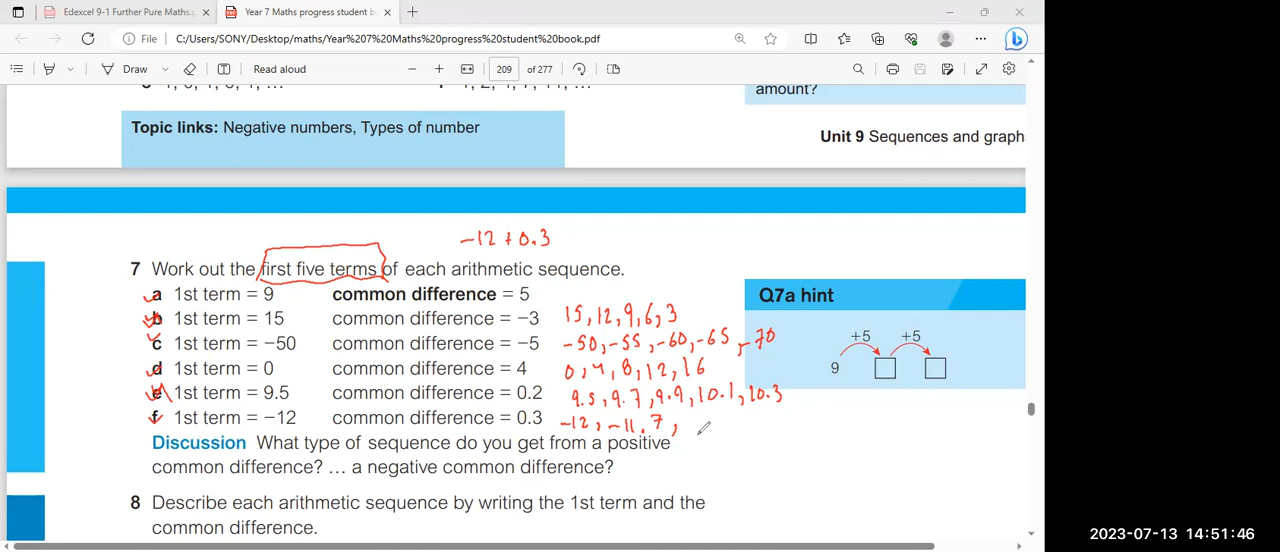 Edexcel 9-1 Further Pure Maths.p
Year 7 Maths progress student b
File
C:/Users/SONY/Desktop/maths/Year%207%20Maths%20progress%20student%20book.pdf
Draw
Read aloud
209 of 277
amount?
Topic links: Negative numbers, Types of number
Unit 9 Sequences and graph
-12 + 0.3
7 Work out the first five terms of each arithmetic sequence.
a 1st term = 9 common difference = 5
b 1st term = 15 common difference = −3 15, 12, 9, 6, 3
c 1st term = −50 common difference = −5 -50, -55, -60, -65, -70
d 1st term = 0 common difference = 4 0, 4, 8, 12, 16
e 1st term = 9.5 common difference = 0.2 9.5, 9.7, 9.9, 10.1, 10.3
f 1st term = −12 common difference = 0.3 -12, -11.7,
Q7a hint
+5 +5
9
Discussion What type of sequence do you get from a positive
common difference? … a negative common difference?
8 Describe each arithmetic sequence by writing the 1st term and the
common difference.
2023-07-13 14:51:46